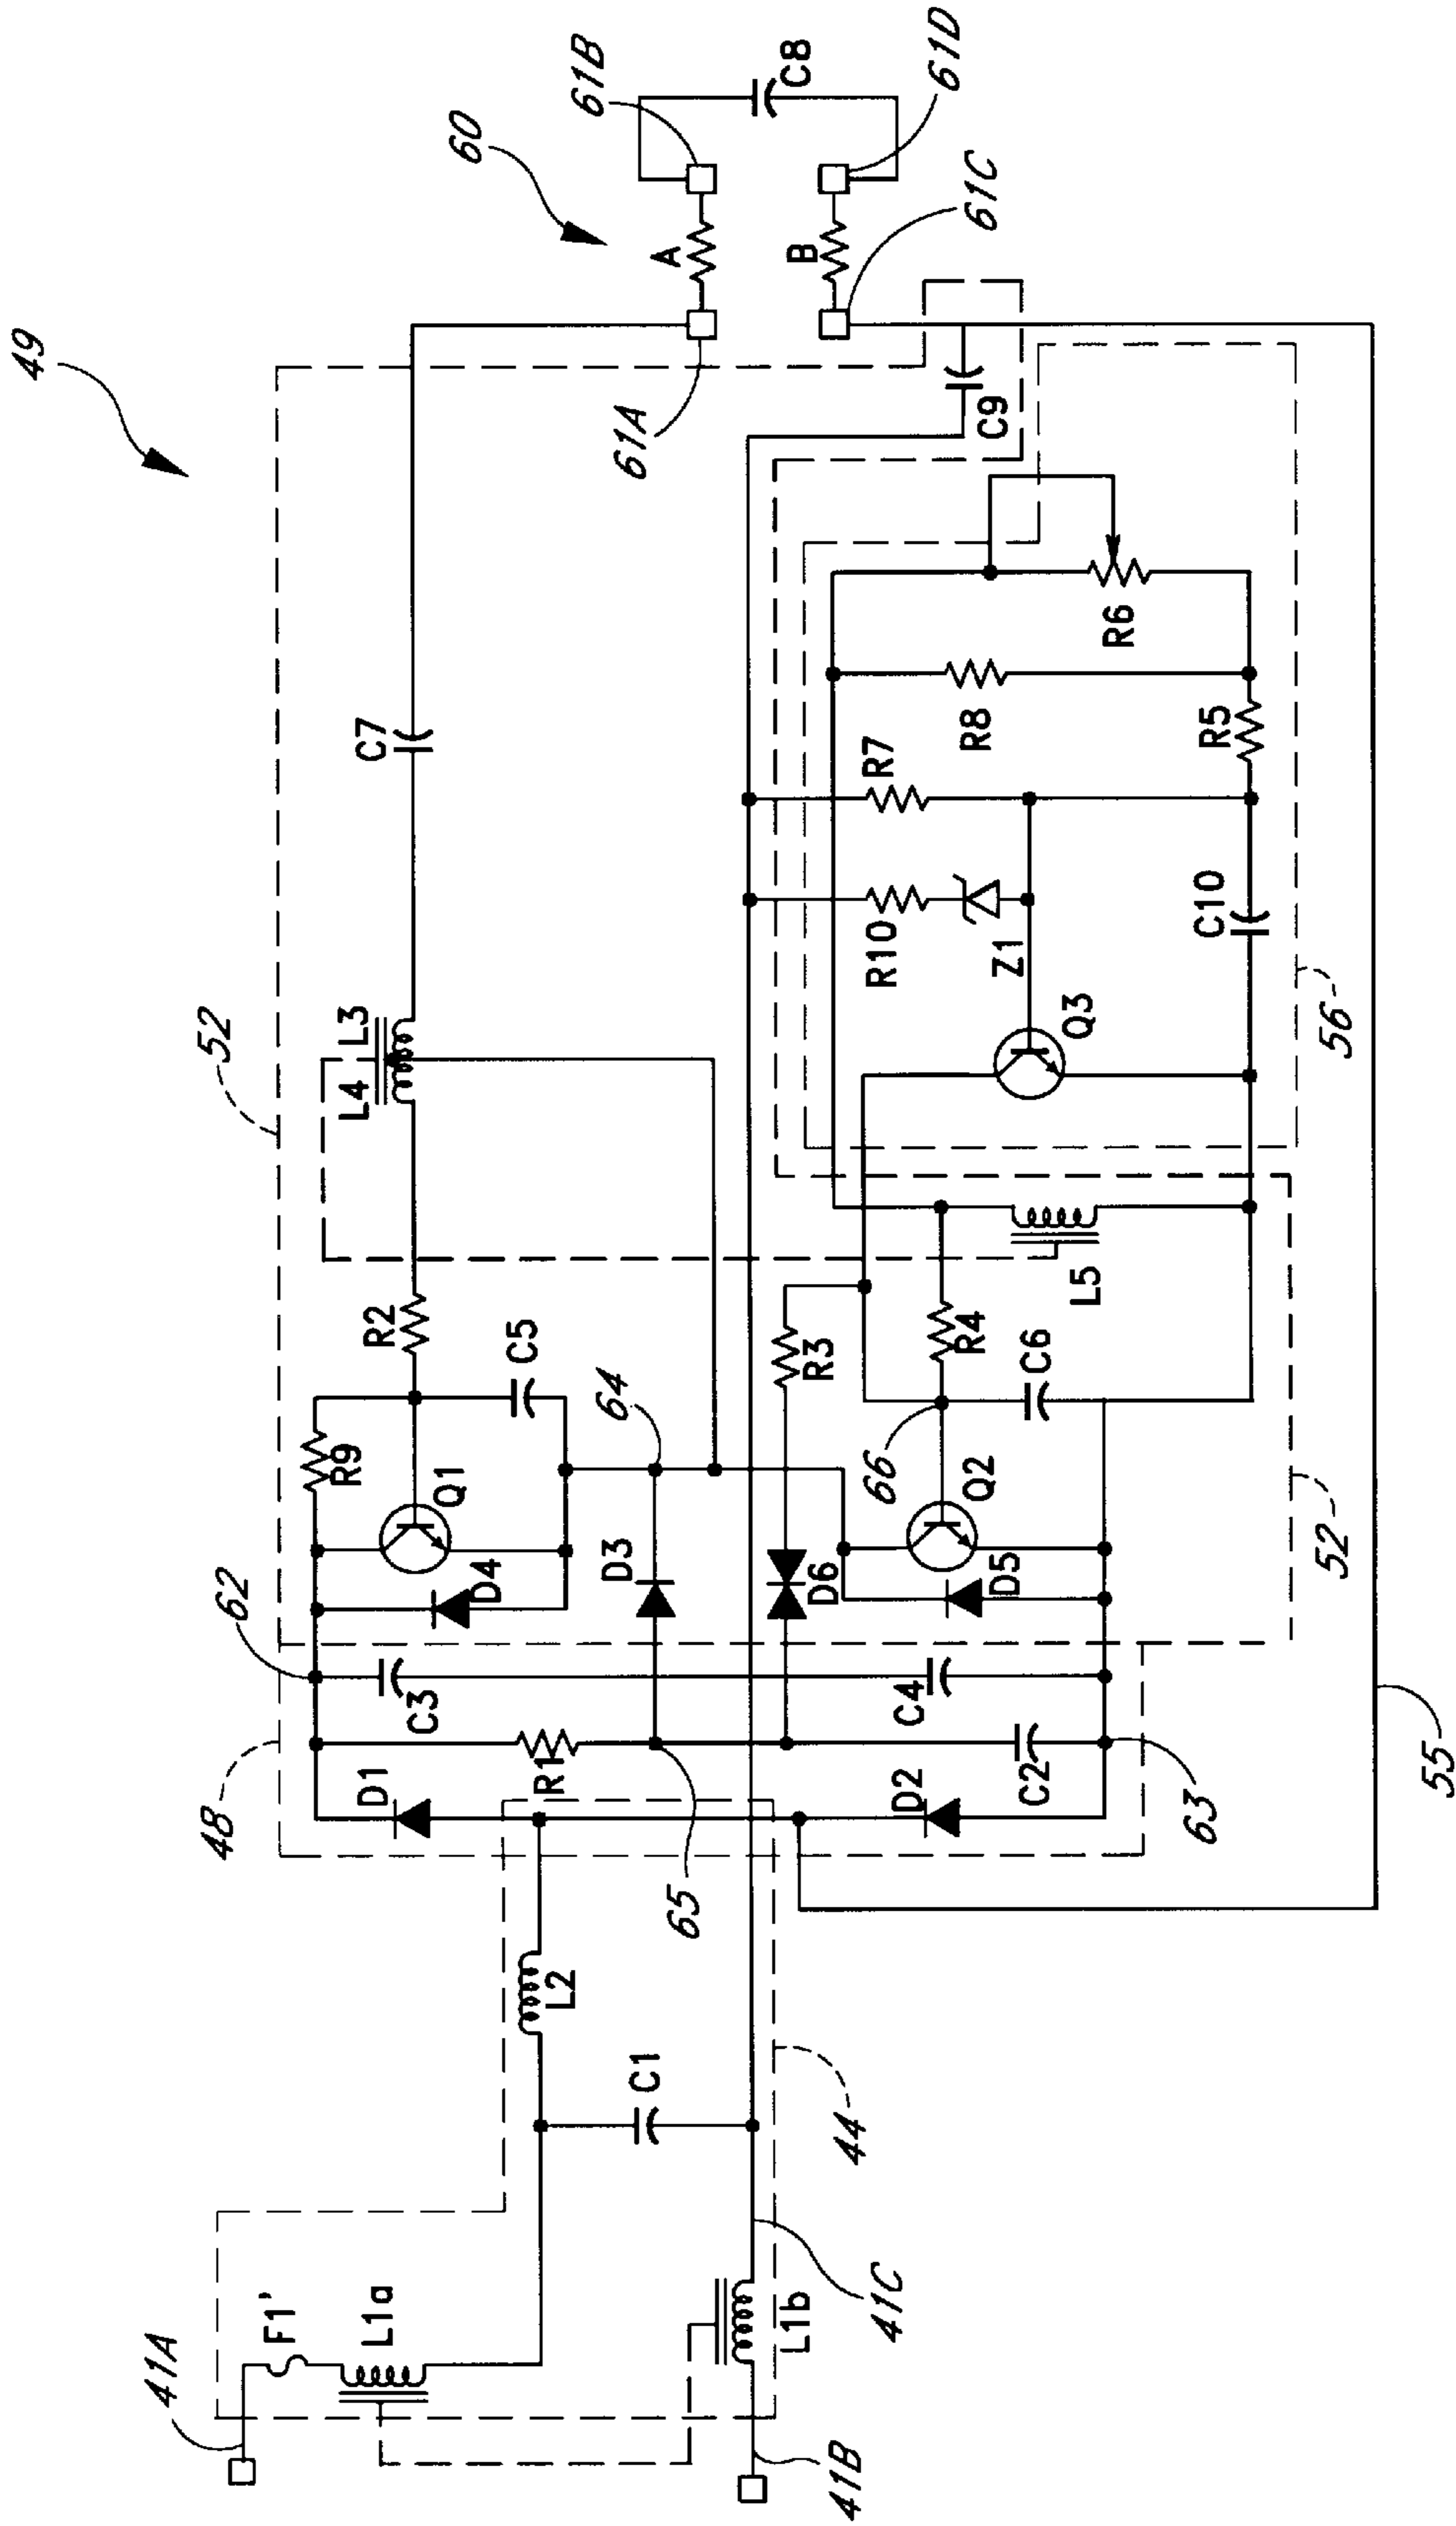 49
52
60
61B
C8
61D
61C
61A
C7
A
B
C9
L4
L3
R2
R9
C5
Q1
62
D4
64
D3
R3
66
R4
C6
Q2
D6
D5
L5
Q3
Z1
R10
R7
R8
R6
R5
C10
56
52
48
D1
C3
R1
C4
C2
D2
63
65
55
41A
F1'
L1a
L2
C1
44
L1b
41C
41B